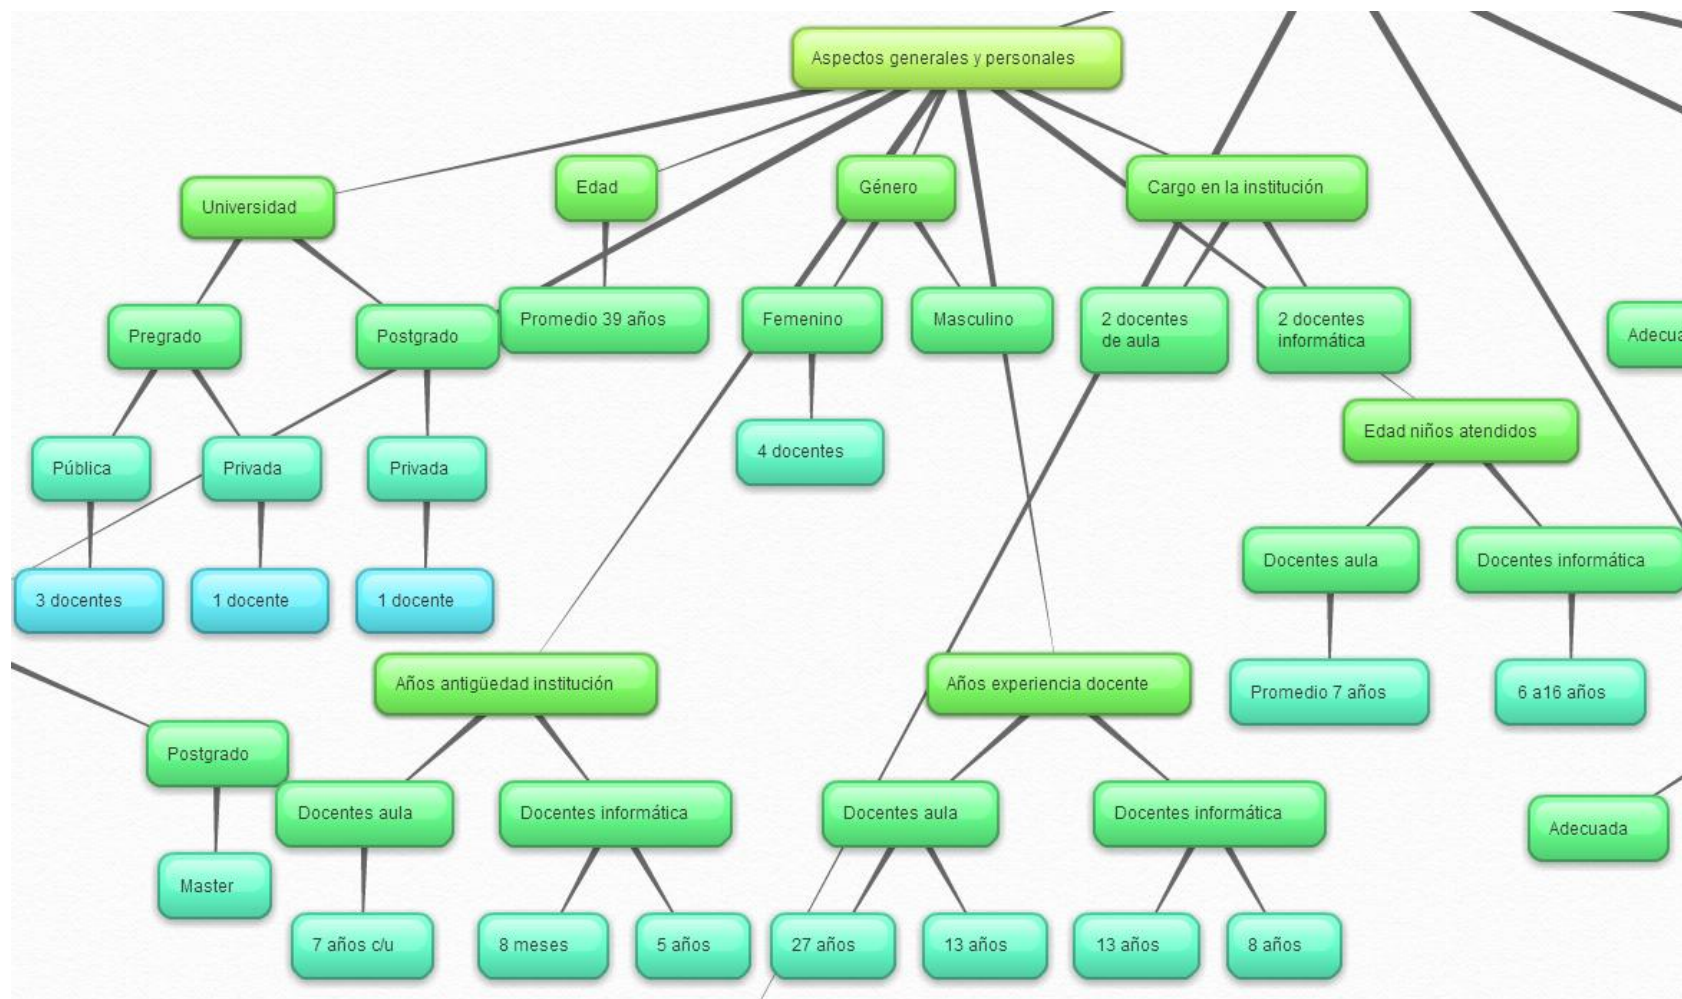 Aspectos generales y personales
Universidad
Edad
Género
Cargo en la institución
Pregrado
Postgrado
Promedio 39 años
Femenino
Masculino
2 docentes
de aula
2 docentes
informática
Adecua
Pública
Privada
Privada
4 docentes
Edad niños atendidos
3 docentes
1 docente
1 docente
Docentes aula
Docentes informática
Años antigüedad institución
Años experiencia docente
Promedio 7 años
6 a16 años
Postgrado
Docentes aula
Docentes informática
Docentes aula
Docentes informática
Adecuada
Master
7 años c/u
8 meses
5 años
27 años
13 años
13 años
8 años